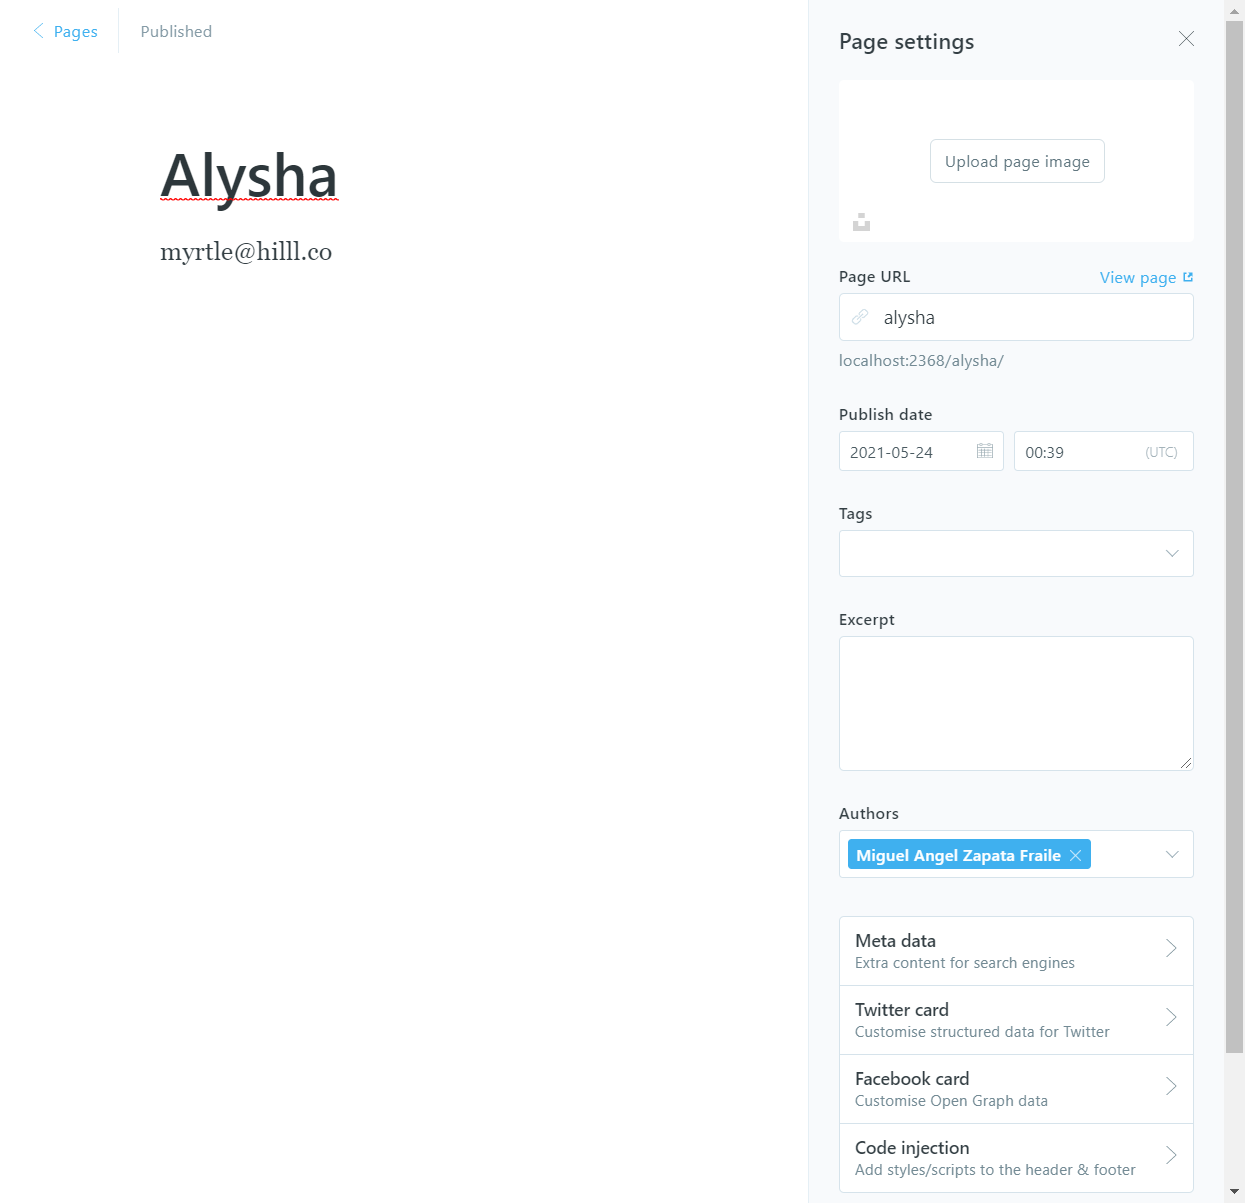 Pages
Published
Page settings
Alysha
Upload page image
myrtle@hilll.co
Page URL
View page
alysha
localhost:2368/alysha/
Publish date
2021-05-24
00:39
(UTC)
Tags
Excerpt
Authors
Miguel Angel Zapata Fraile
Meta data
Extra content for search engines
Twitter card
Customise structured data for Twitter
Facebook card
Customise Open Graph data
Code injection
Add styles/scripts to the header & footer